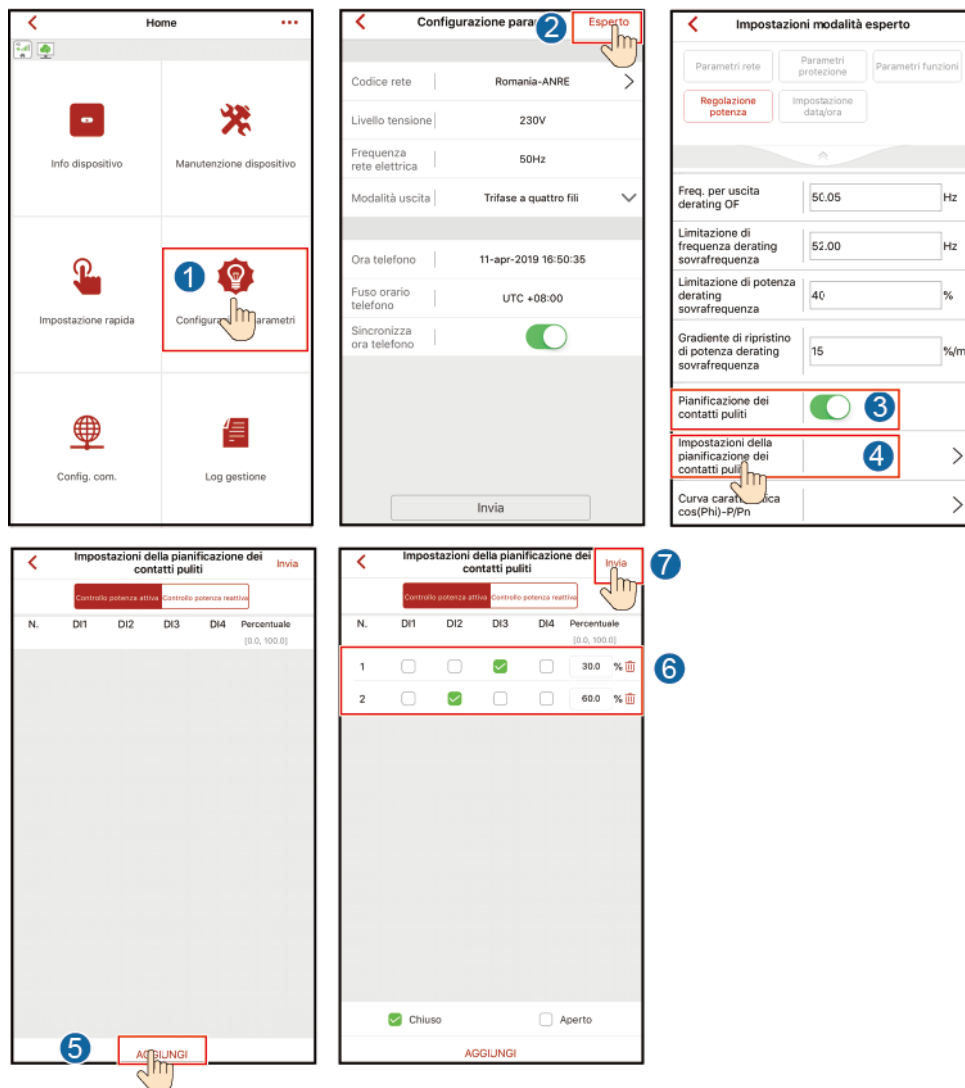 Home
Info dispositivo
Manutenzione dispositivo
1
Impostazione rapida
Config. com.
Log gestione
2
Esperto
Codice rete
Romania-ANRE
Livello tensione
230V
Frequenza
rete elettrica
50Hz
Modalità uscita
Trifase a quattro fili
Ora telefono
11-apr-2019 16:50:35
Fuso orario
telefono
UTC +08:00
Sincronizza
ora telefono
Invia
Impostazioni modalità esperto
Parametri rete
Parametri
protezione
Parametri funzioni
Regolazione
potenza
Impostazione
data/ora
Freq. per uscita
derating OF
50.05
Hz
Limitazione di
frequenza derating
sovrafrequenza
52.00
Hz
Limitazione di potenza
derating
sovrafrequenza
40
%
Gradiente di ripristino
di potenza derating
sovrafrequenza
15
%/m
Pianificazione dei
contatti puliti
3
Impostazioni della
pianificazione dei
contatti
4
Curva
cos(Phi)-P/Pn
Impostazioni della pianificazione dei
contatti puliti
Invia
Controllo potenza attiva
Controllo potenza reattiva
N.
DI1
DI2
DI3
DI4
Percentuale
[0.0, 100.0]
5
AGGIUNGI
Impostazioni della pianificazione dei
contatti puliti
Invia
7
Controllo potenza attiva
Controllo potenza reattiva
N.
DI1
DI2
DI3
DI4
Percentuale
[0.0, 100.0]
1
30.0
%
6
2
60.0
%
Chiuso
Aperto
AGGIUNGI